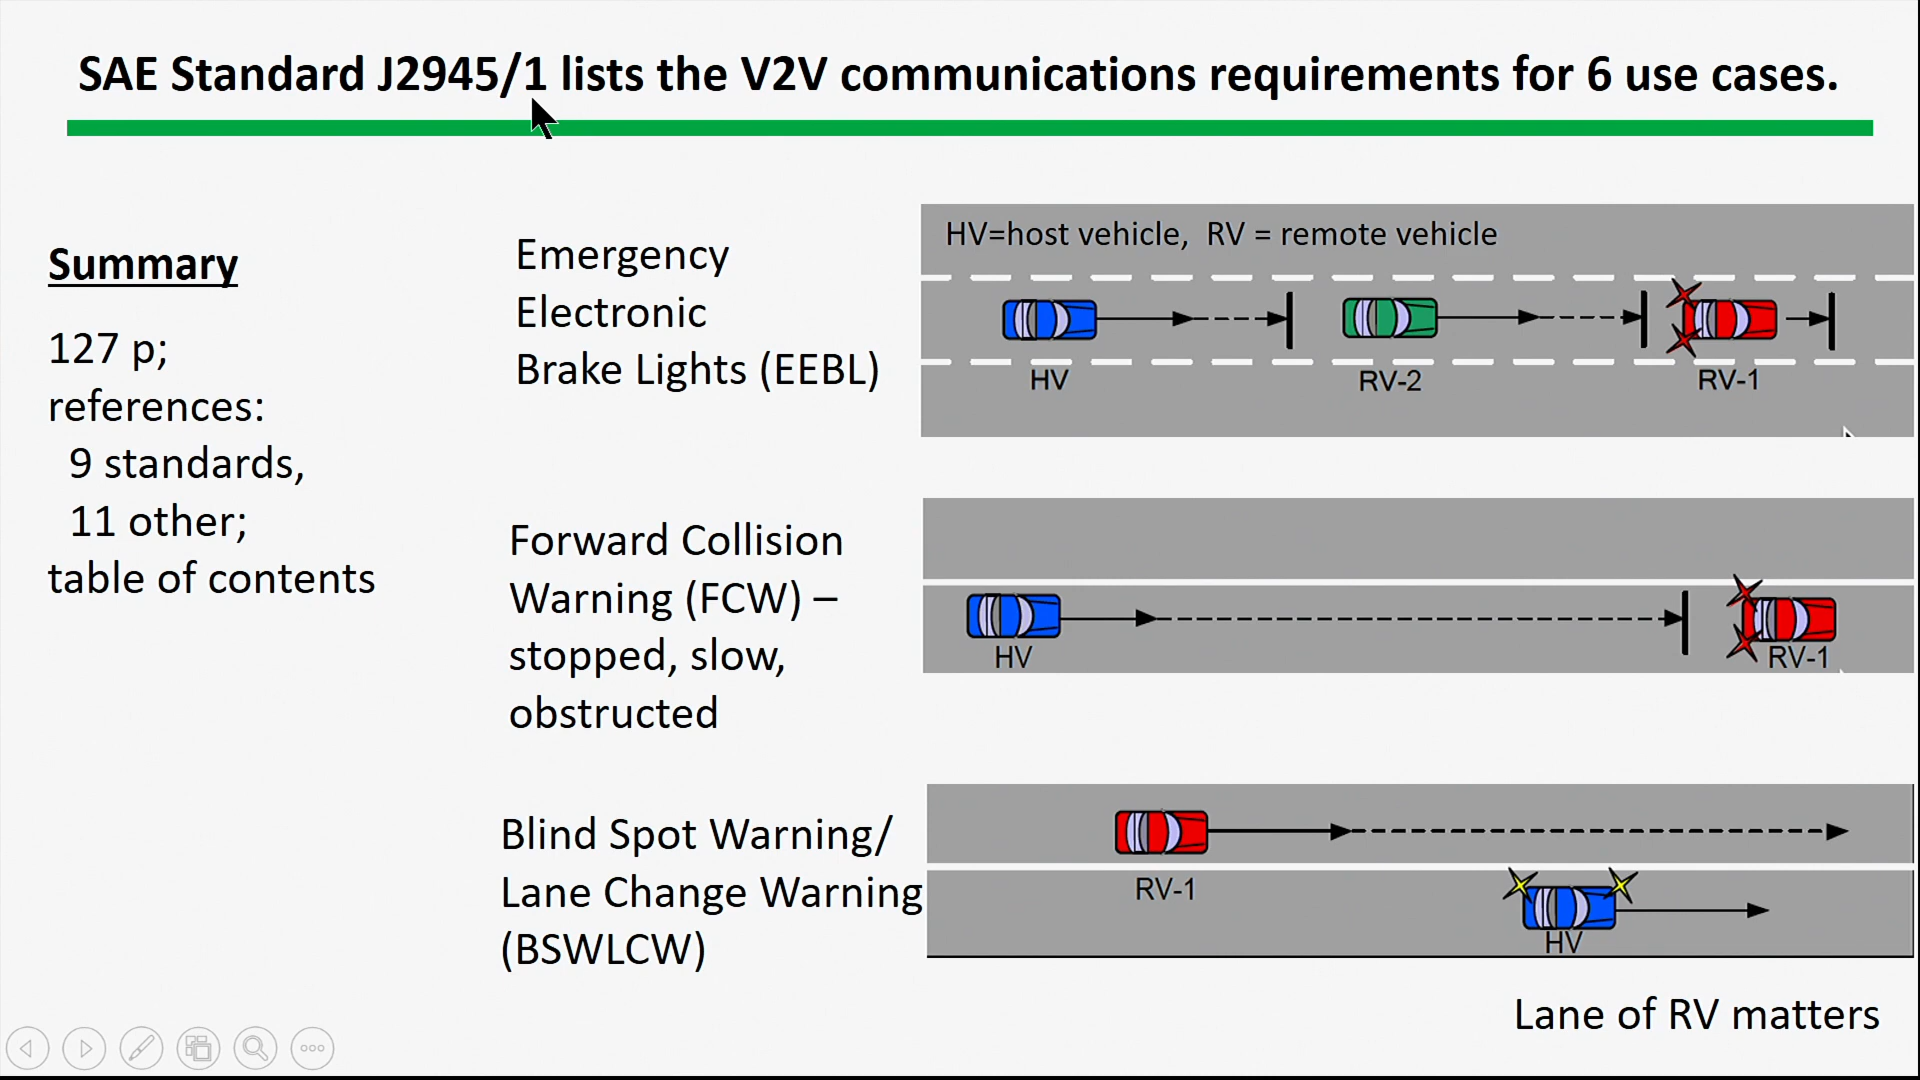 SAE Standard J2945/1 lists the V2V communications requirements for 6 use cases.
Summary
127 p;
references:
9 standards,
11 other;
table of contents
Emergency
Electronic
Brake Lights (EEBL)
HV=host vehicle, RV = remote vehicle
HV
RV-2
RV-1
Forward Collision
Warning (FCW) –
stopped, slow,
obstructed
HV
RV-1
Blind Spot Warning/
Lane Change Warning
(BSWLCW)
RV-1
HV
Lane of RV matters